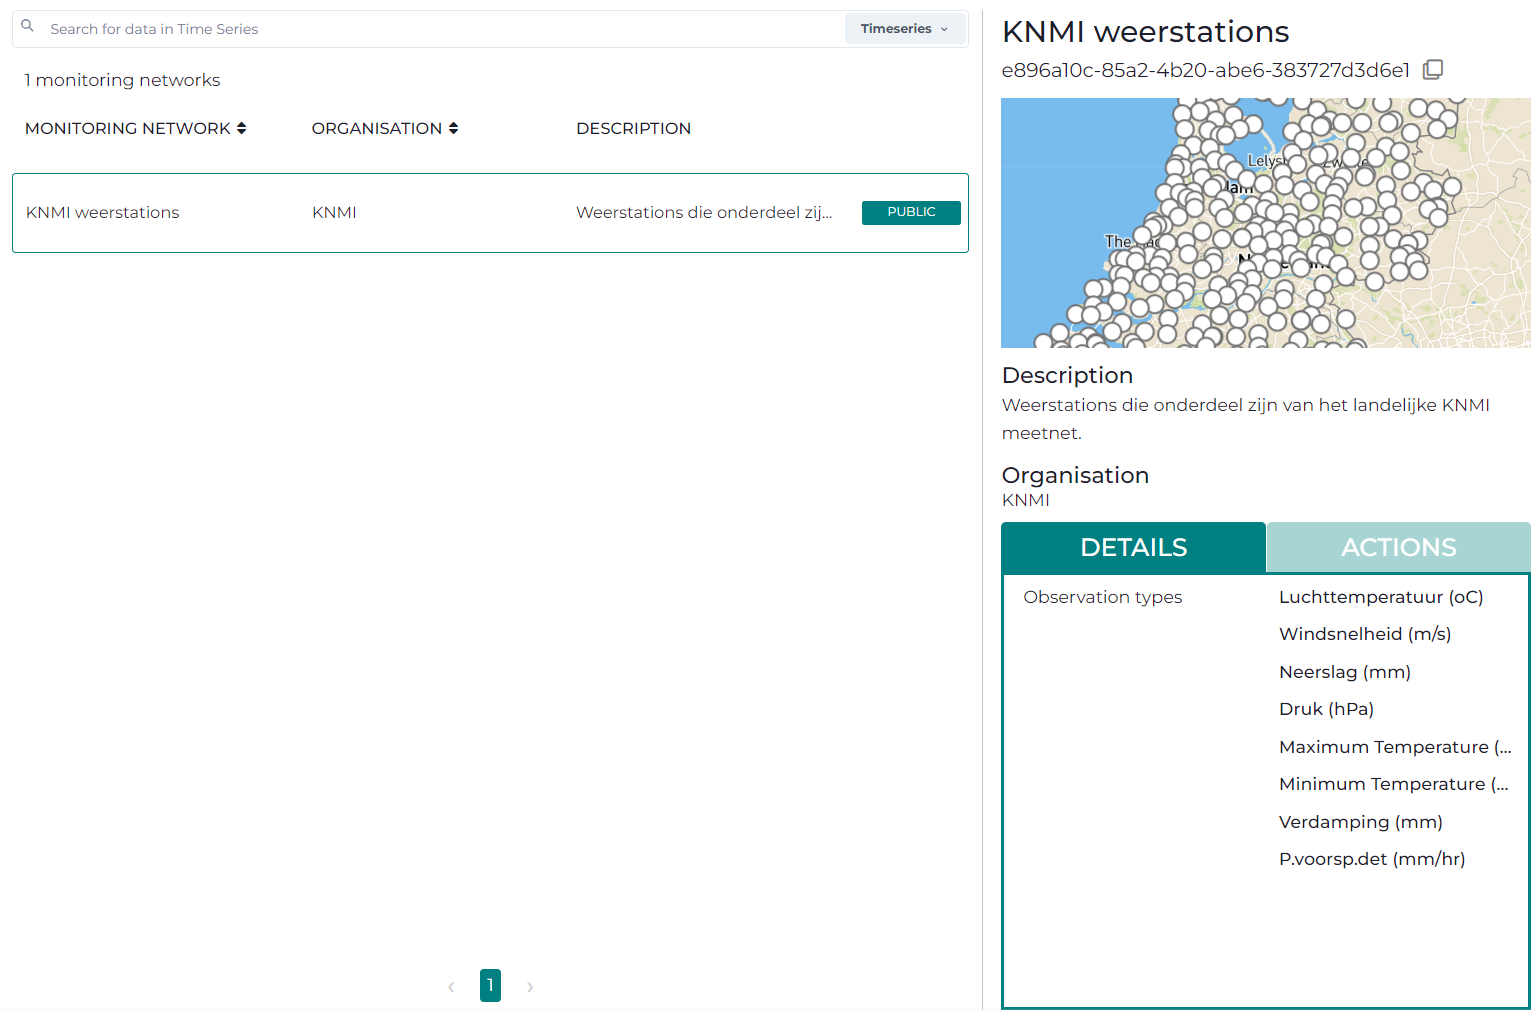 Search for data in Time Series
Timeseries
1 monitoring networks
MONITORING NETWORK
ORGANISATION
DESCRIPTION
KNMI weerstations
KNMI
Weerstations die onderdeel zij...
PUBLIC
‹ 1 ›
KNMI weerstations
e896a10c-85a2-4b20-abe6-383727d3d6e1
Description
Weerstations die onderdeel zijn van het landelijke KNMI
meetnet.
Organisation
KNMI
DETAILS
ACTIONS
Observation types
Luchttemperatuur (oC)
Windsnelheid (m/s)
Neerslag (mm)
Druk (hPa)
Maximum Temperature (...
Minimum Temperature (...
Verdamping (mm)
P.voorsp.det (mm/hr)